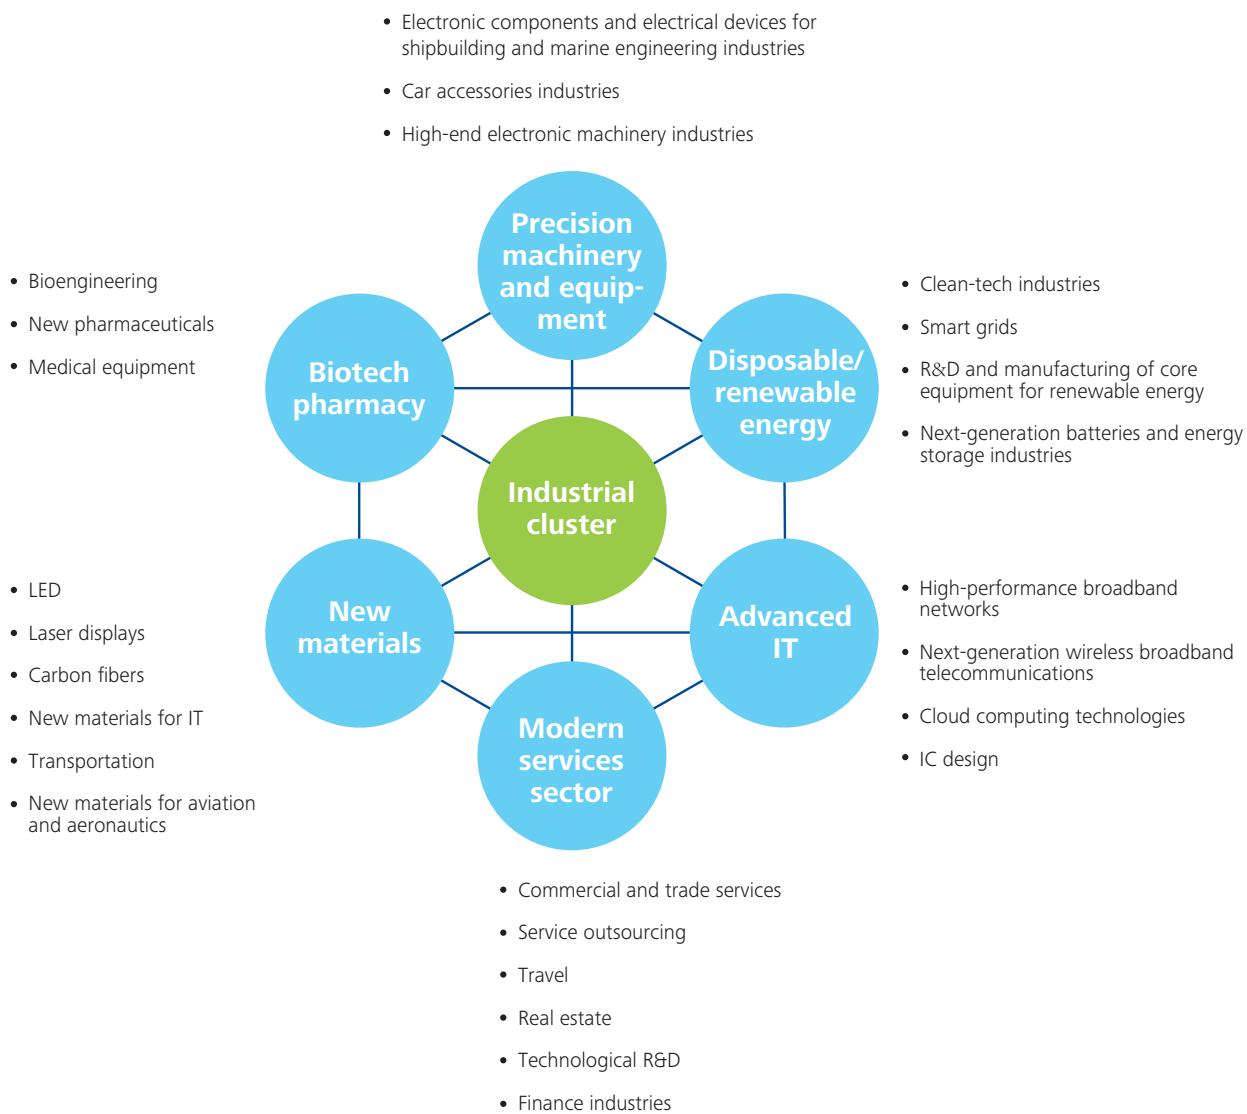 • Electronic components and electrical devices for
shipbuilding and marine engineering industries
• Car accessories industries
• High-end electronic machinery industries
Precision
machinery
and equip-
ment
• Bioengineering
• New pharmaceuticals
• Medical equipment
Biotech
pharmacy
Disposable/
renewable
energy
• Clean-tech industries
• Smart grids
• R&D and manufacturing of core
equipment for renewable energy
• Next-generation batteries and energy
storage industries
Industrial
cluster
• LED
• Laser displays
• Carbon fibers
• New materials for IT
• Transportation
• New materials for aviation
and aeronautics
New
materials
Advanced
IT
• High-performance broadband
networks
• Next-generation wireless broadband
telecommunications
• Cloud computing technologies
• IC design
Modern
services
sector
• Commercial and trade services
• Service outsourcing
• Travel
• Real estate
• Technological R&D
• Finance industries